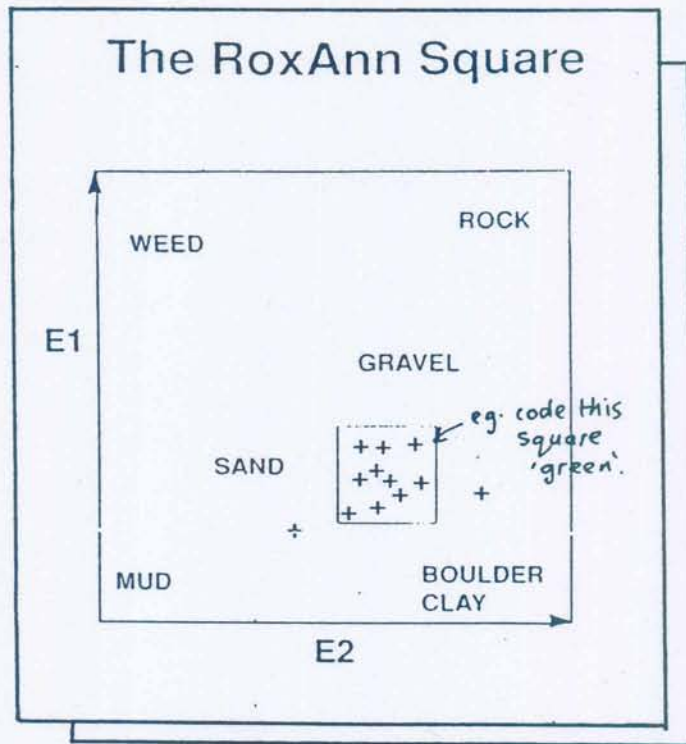 The RoxAnn Square
WEED
ROCK
E1
GRAVEL
eg. code this
square
'green'.
SAND
MUD
BOULDER
CLAY
E2